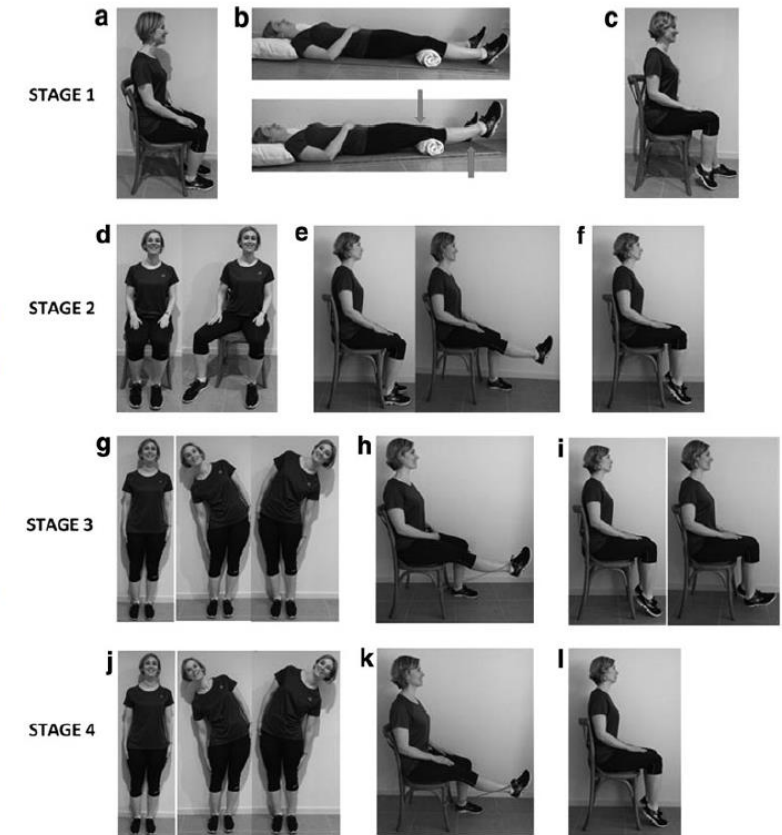 a b c
STAGE 1
d e f
STAGE 2
g h i
STAGE 3
j k l
STAGE 4